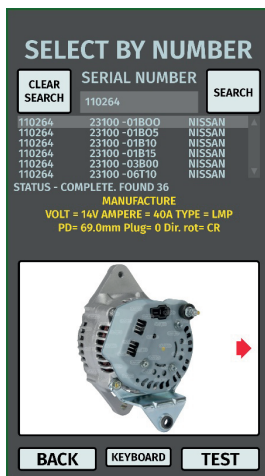 SELECT BY NUMBER
CLEAR SEARCH
SERIAL NUMBER
110264
SEARCH
110264 23100 -01BOO NISSAN
110264 23100 -01BO5 NISSAN
110264 23100 -01B10 NISSAN
110264 23100 -01B15 NISSAN
110264 23100 -03B00 NISSAN
110264 23100 -06T10 NISSAN
STATUS - COMPLETE. FOUND 36
MANUFACTURE
VOLT = 14V AMPERE = 40A TYPE = LMP
PD= 69.0mm Plug= 0 Dir. rot= CR
BACK
KEYBOARD
TEST